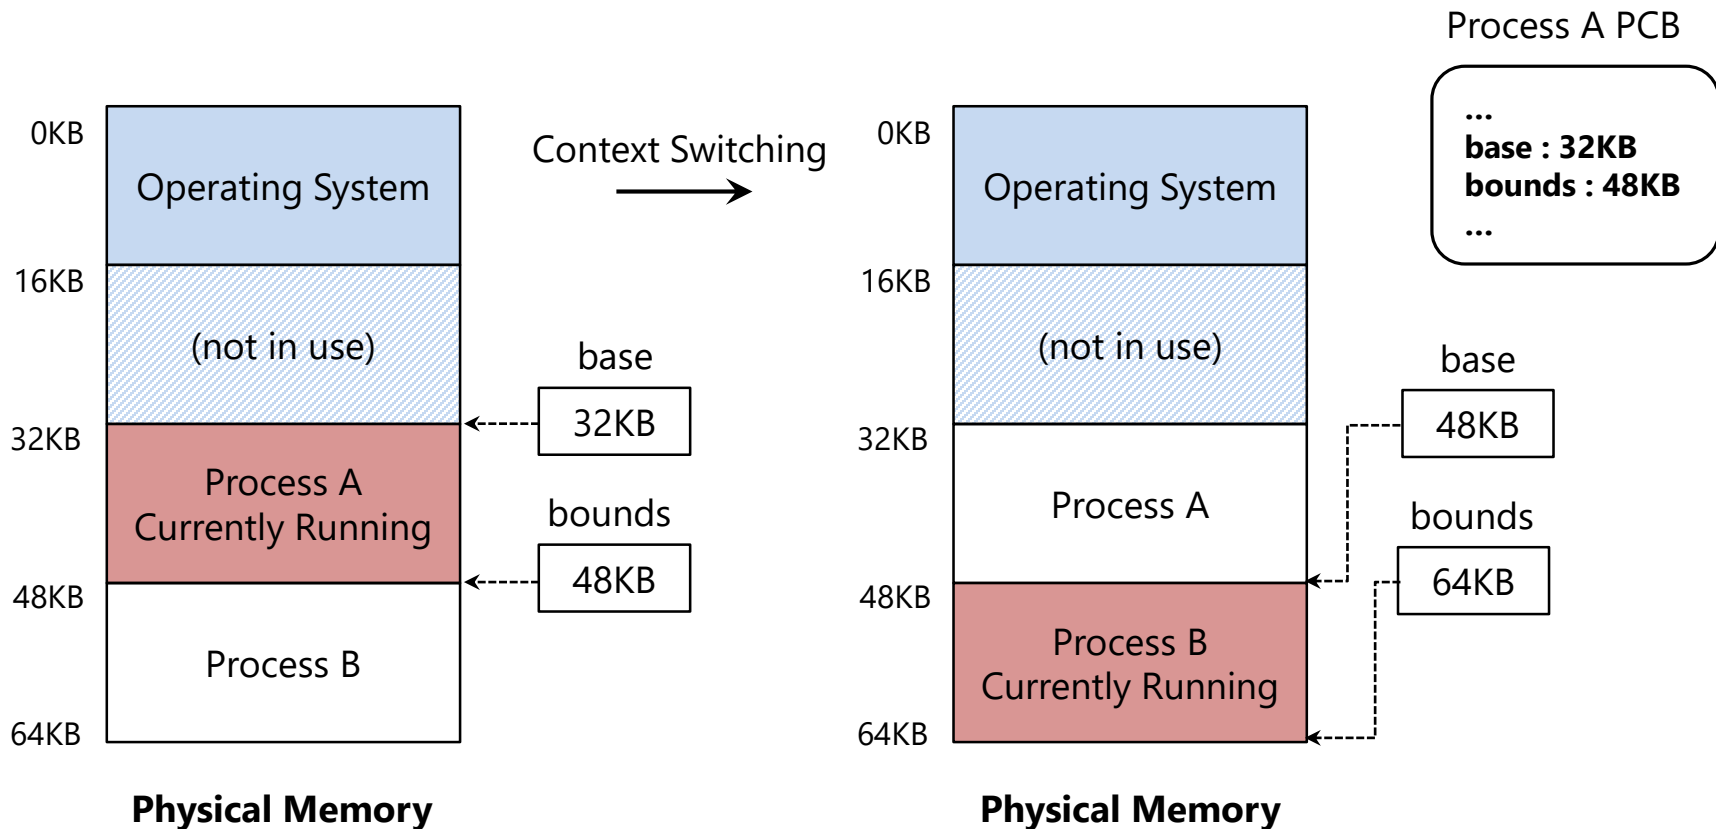 Process A PCB
...
base : 32KB
bounds : 48KB
...
0KB
Operating System
16KB
(not in use)
32KB
Process A
Currently Running
48KB
Process B
64KB
Physical Memory
base
32KB
bounds
48KB
Context Switching
0KB
Operating System
16KB
(not in use)
32KB
Process A
48KB
Process B
Currently Running
64KB
Physical Memory
base
48KB
bounds
64KB